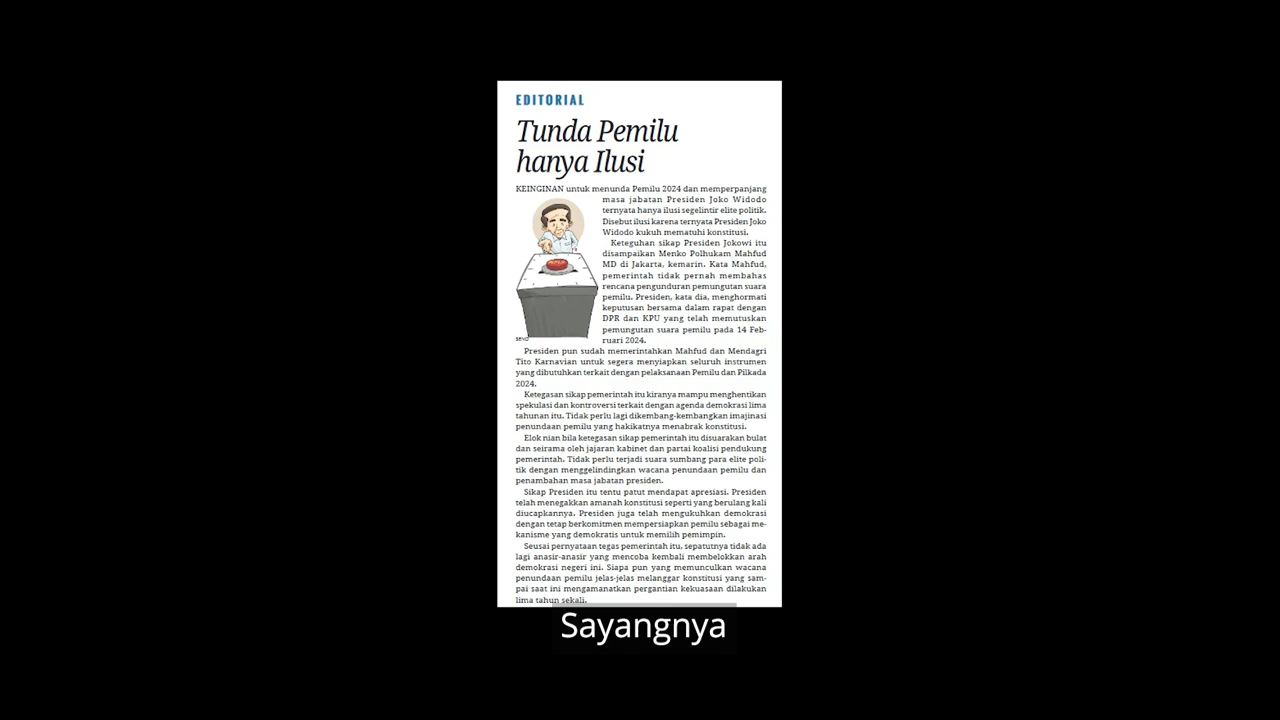 EDITORIAL
Tunda Pemilu
hanya Ilusi
KEINGINAN untuk menunda Pemilu 2024 dan memperpanjang
masa jabatan Presiden Joko Widodo
ternyata hanya ilusi segelintir elite politik.
Disebut ilusi karena ternyata Presiden Joko
Widodo kukuh mematuhi konstitusi.
Keteguhan sikap Presiden Jokowi itu
disampaikan Menko Polhukam Mahfud
MD di Jakarta, kemarin. Kata Mahfud,
pemerintah tidak pernah membahas
rencana pengunduran pemungutan suara
pemilu. Presiden, kata dia, menghormati
keputusan bersama dalam rapat dengan
DPR dan KPU yang telah memutuskan
pemungutan suara pemilu pada 14 Feb-
ruari 2024.
SENO
Presiden pun sudah memerintahkan Mahfud dan Mendagri
Tito Karnavian untuk segera menyiapkan seluruh instrumen
yang dibutuhkan terkait dengan pelaksanaan Pemilu dan Pilkada
2024.
Ketegasan sikap pemerintah itu kiranya mampu menghentikan
spekulasi dan kontroversi terkait dengan agenda demokrasi lima
tahunan itu. Tidak perlu lagi dikembang-kembangkan imajinasi
penundaan pemilu yang hakikatnya menabrak konstitusi.
Elok nian bila ketegasan sikap pemerintah itu disuarakan bulat
dan seirama oleh jajaran kabinet dan partai koalisi pendukung
pemerintah. Tidak perlu terjadi suara sumbang para elite poli-
tik dengan menggelindingkan wacana penundaan pemilu dan
penambahan masa jabatan presiden.
Sikap Presiden itu tentu patut mendapat apresiasi. Presiden
telah menegakkan amanah konstitusi seperti yang berulang kali
diucapkannya. Presiden juga telah mengukuhkan demokrasi
dengan tetap berkomitmen mempersiapkan pemilu sebagai me-
kanisme yang demokratis untuk memilih pemimpin.
Seusai pernyataan tegas pemerintah itu, sepatutnya tidak ada
lagi anasir-anasir yang mencoba kembali membelokkan arah
demokrasi negeri ini. Siapa pun yang memunculkan wacana
penundaan pemilu jelas-jelas melanggar konstitusi yang sam-
pai saat ini mengamanatkan pergantian kekuasaan dilakukan
lima tahun sekali.
Sayangnya